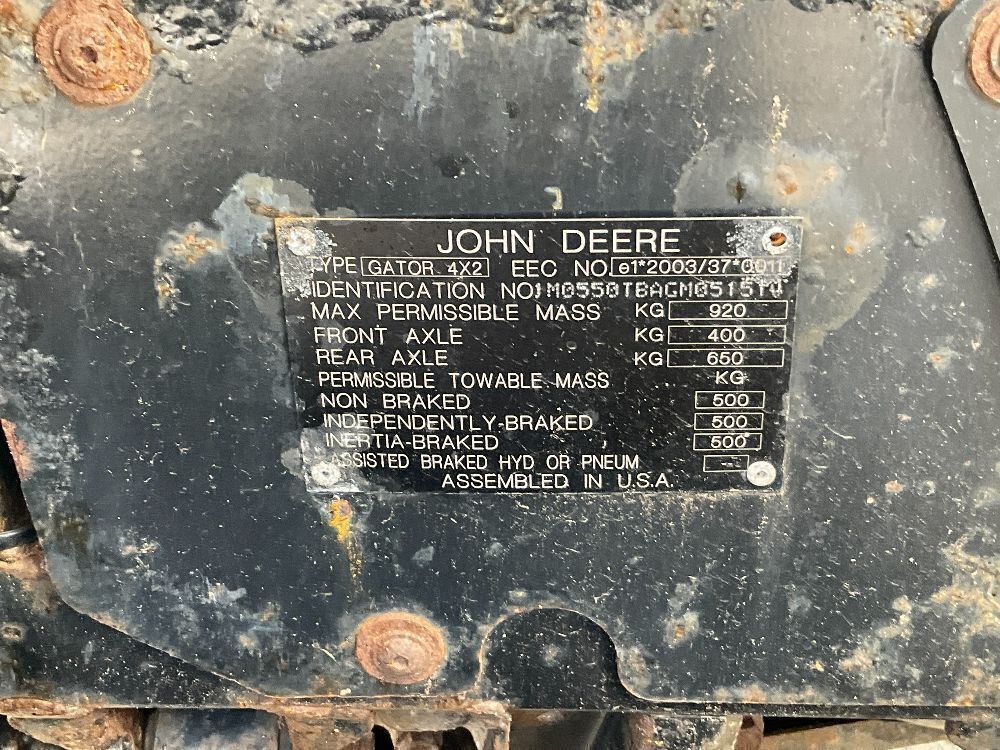 JOHN DEERE
TYPE GATOR 4X2 EEC NO. e1*2003/37*0011
IDENTIFICATION NO.
MAX PERMISSIBLE MASS KG 920
FRONT AXLE KG 400
REAR AXLE KG 650
PERMISSIBLE TOWABLE MASS KG
NON BRAKED 500
INDEPENDENTLY-BRAKED 500
INERTIA-BRAKED 500
ASSISTED BRAKED HYD OR PNEUM --
ASSEMBLED IN U.S.A.